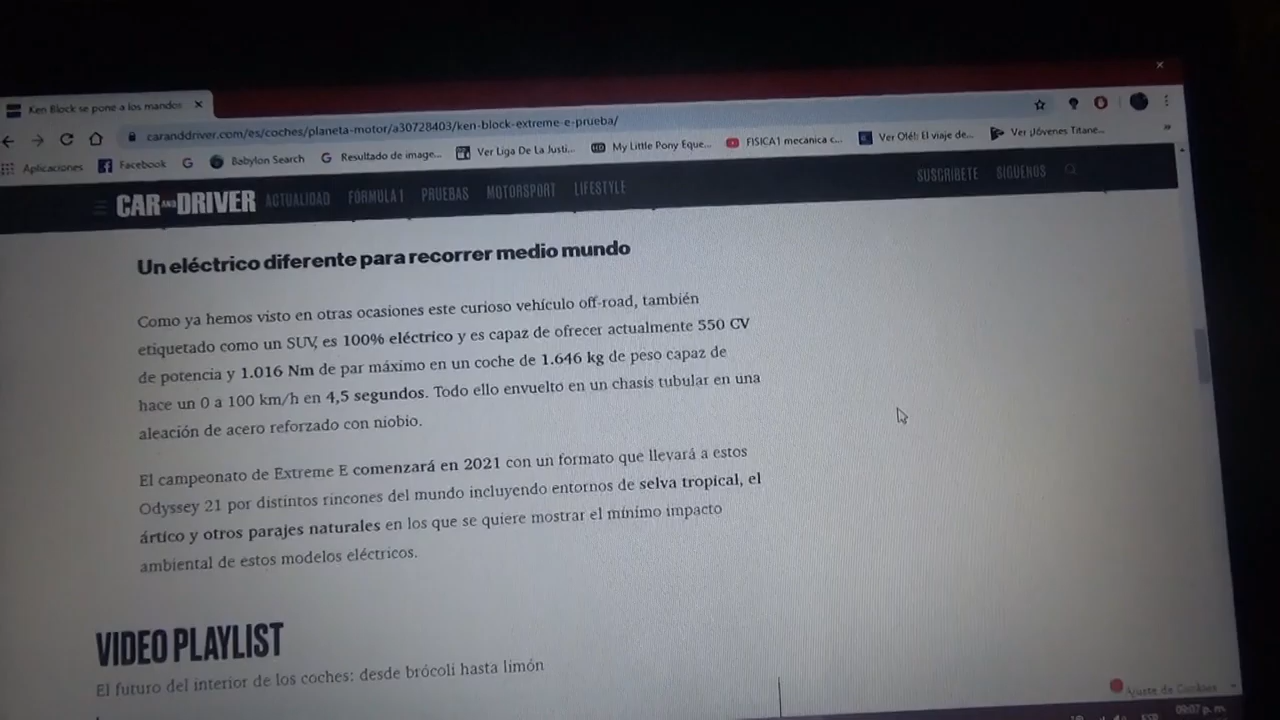 Ken Block se pone a los mandos
caranddriver.com/es/coches/planeta-motor/a30728403/ken-block-extreme-e-prueba/
Aplicaciones Facebook Babylon Search Resultado de image... Ver Liga De La Justi... My Little Pony Eque... FISICA1 mecanica c... Ver Olé!: El viaje de... Ver ¡Jóvenes Titane...
CAR AND DRIVER ACTUALIDAD FÓRMULA 1 PRUEBAS MOTORSPORT LIFESTYLE SUSCRÍBETE SÍGUENOS
Un eléctrico diferente para recorrer medio mundo
Como ya hemos visto en otras ocasiones este curioso vehículo off-road, también
etiquetado como un SUV, es 100% eléctrico y es capaz de ofrecer actualmente 550 CV
de potencia y 1.016 Nm de par máximo en un coche de 1.646 kg de peso capaz de
hace un 0 a 100 km/h en 4,5 segundos. Todo ello envuelto en un chasis tubular en una
aleación de acero reforzado con niobio.
El campeonato de Extreme E comenzará en 2021 con un formato que llevará a estos
Odyssey 21 por distintos rincones del mundo incluyendo entornos de selva tropical, el
ártico y otros parajes naturales en los que se quiere mostrar el mínimo impacto
ambiental de estos modelos eléctricos.
VIDEO PLAYLIST
El futuro del interior de los coches: desde brócoli hasta limón
Ajuste de Cookies
09:07 p. m.